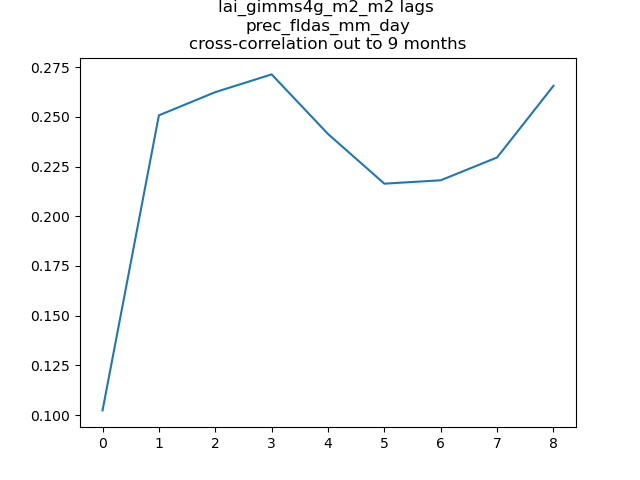 lai_gimms4g_m2_m2 lags
prec_fldas_mm_day
cross-correlation out to 9 months
0.275
0.250
0.225
0.200
0.175
0.150
0.125
0.100
0 1 2 3 4 5 6 7 8